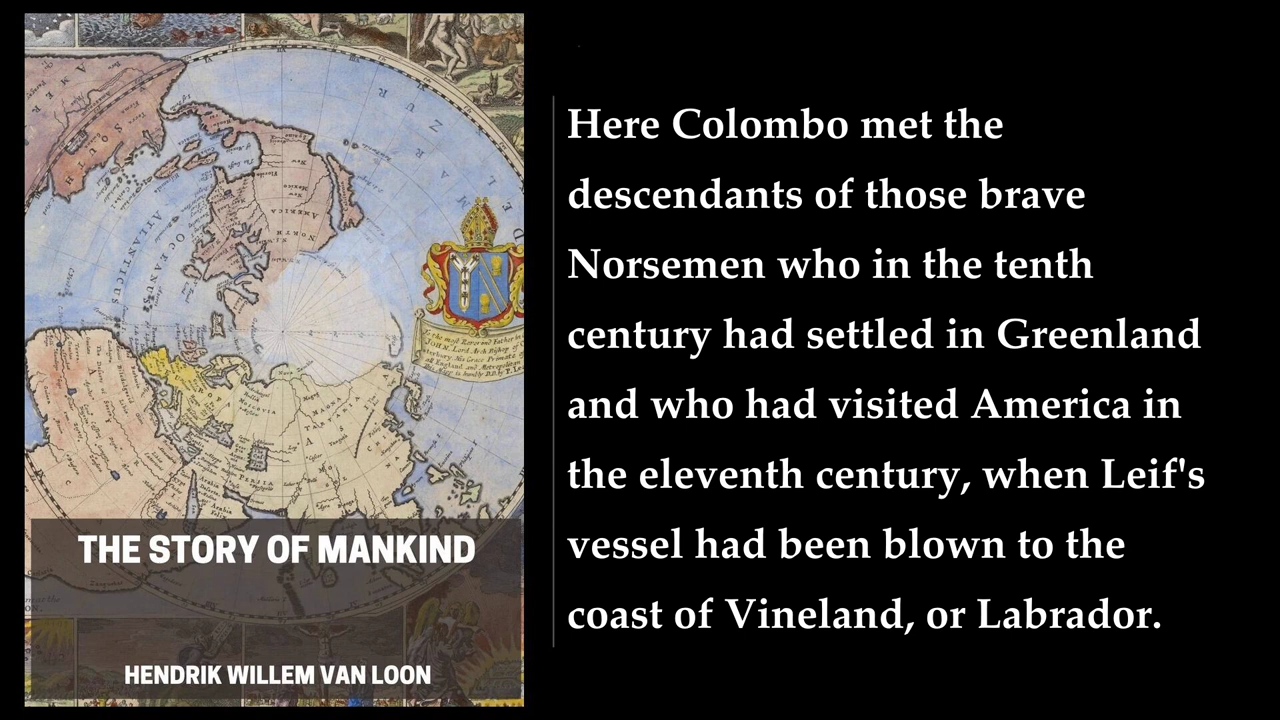 THE STORY OF MANKIND
HENDRIK WILLEM VAN LOON
Here Colombo met the
descendants of those brave
Norsemen who in the tenth
century had settled in Greenland
and who had visited America in
the eleventh century, when Leif's
vessel had been blown to the
coast of Vineland, or Labrador.